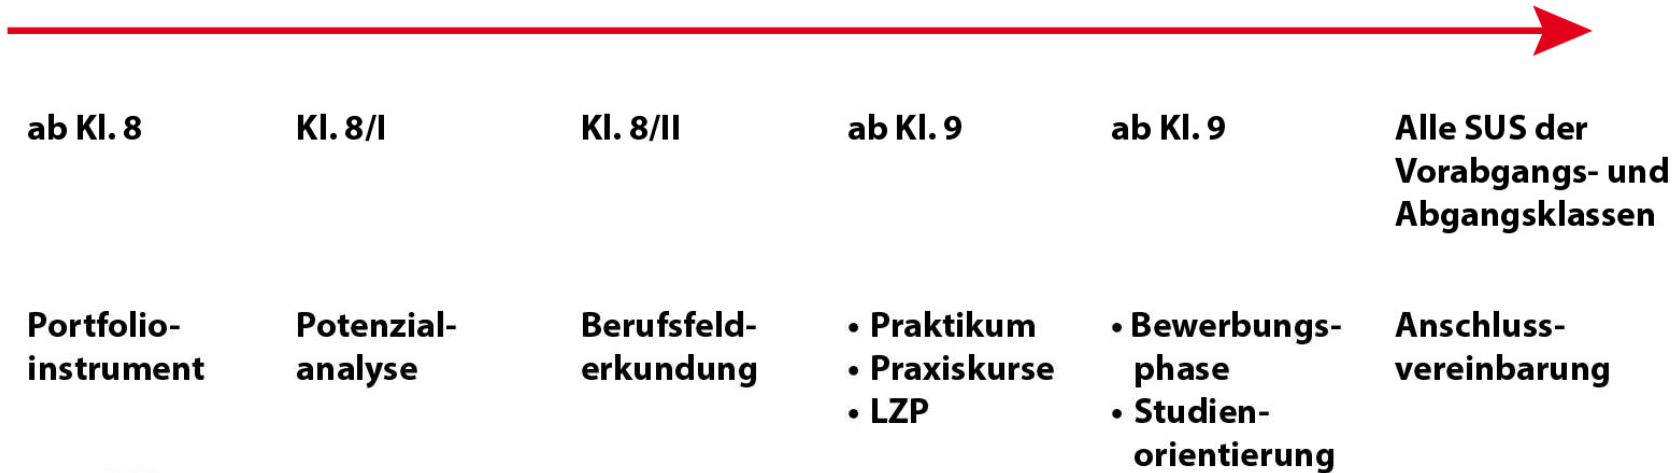 ab Kl. 8
Kl. 8/I
Kl. 8/II
ab Kl. 9
ab Kl. 9
Alle SUS der
Vorabgangs- und
Abgangsklassen
Portfolio-
instrument
Potenzial-
analyse
Berufsfeld-
erkundung
• Praktikum
• Praxiskurse
• LZP
• Bewerbungs-
phase
• Studien-
orientierung
Anschluss-
vereinbarung